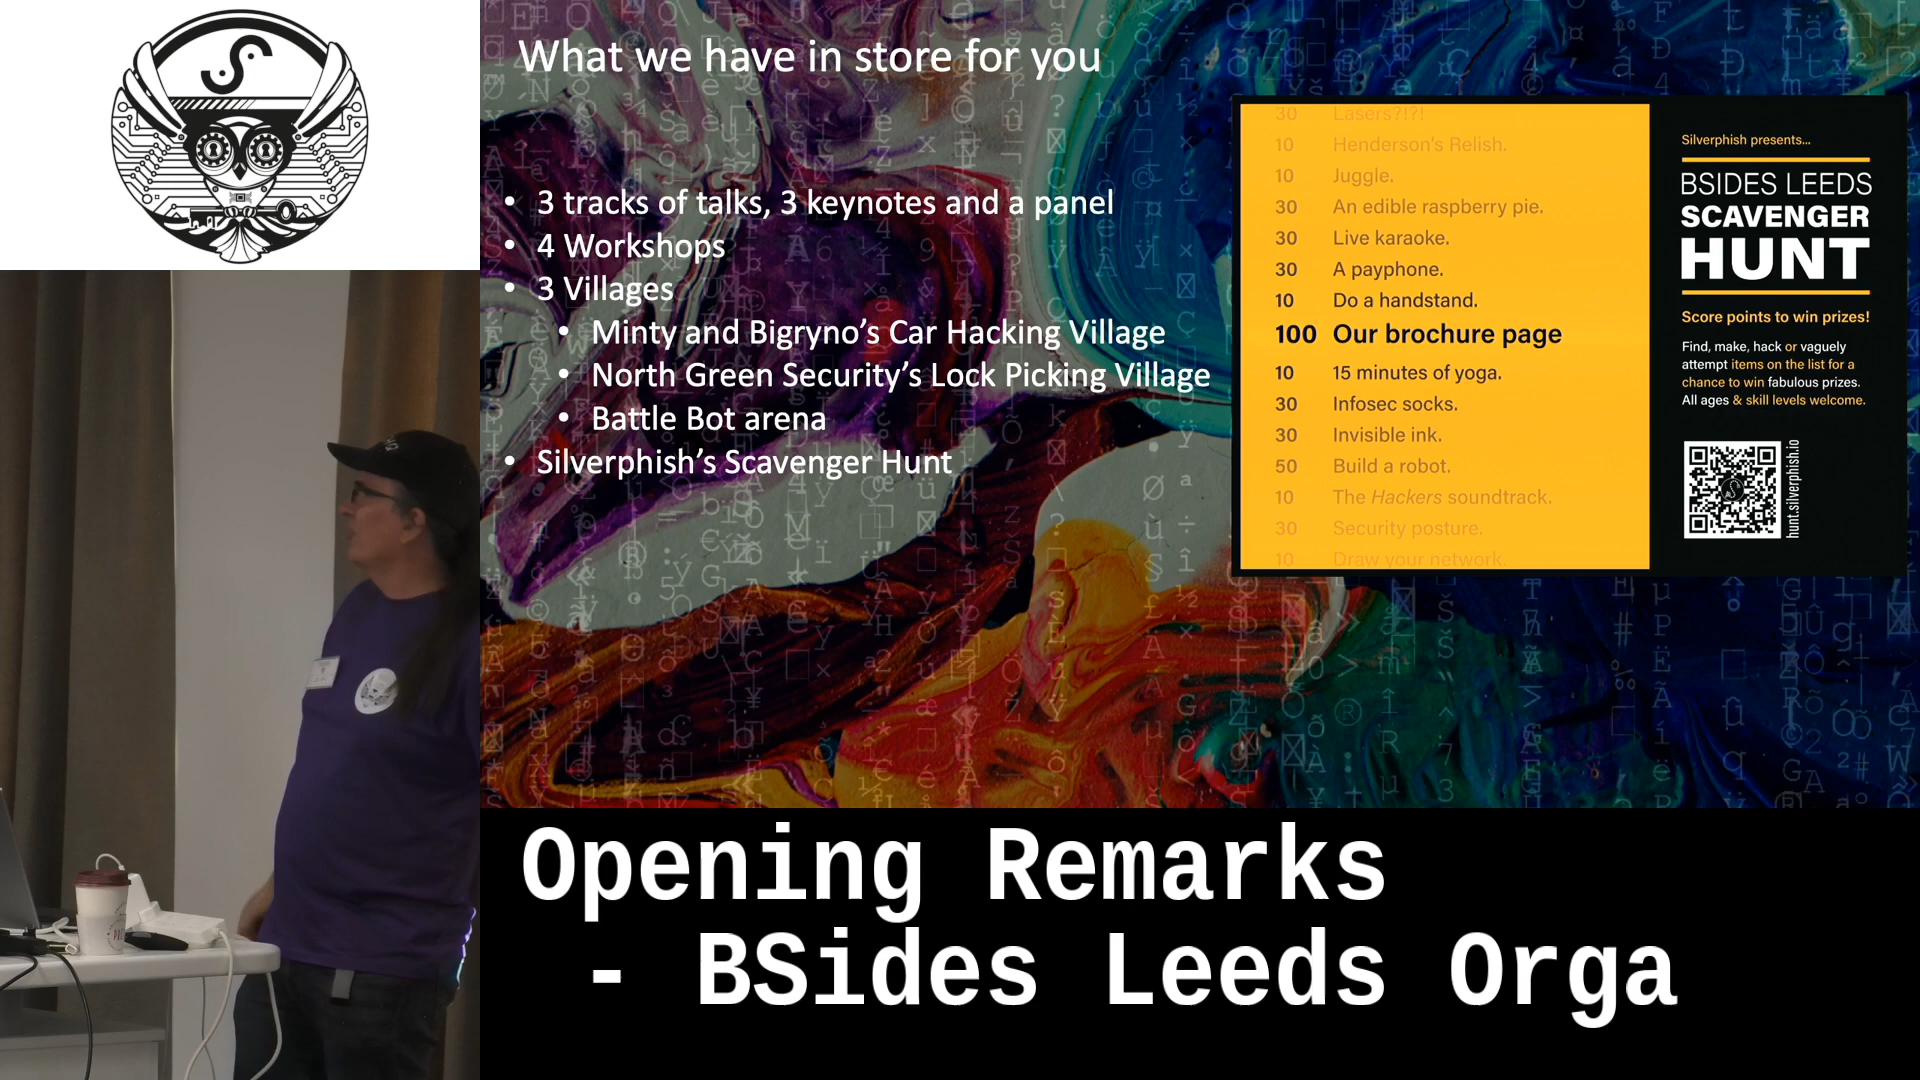 What we have in store for you
• 3 tracks of talks, 3 keynotes and a panel
• 4 Workshops
• 3 Villages
• Minty and Bigryno’s Car Hacking Village
• North Green Security’s Lock Picking Village
• Battle Bot arena
• Silverphish’s Scavenger Hunt
30 Lasers?!?!
10 Henderson’s Relish.
10 Juggle.
30 An edible raspberry pie.
30 Live karaoke.
30 A payphone.
10 Do a handstand.
100 Our brochure page
10 15 minutes of yoga.
30 Infosec socks.
30 Invisible ink.
50 Build a robot.
10 The Hackers soundtrack.
30 Security posture.
10 Draw your network.
Silverphish presents...
BSIDES LEEDS
SCAVENGER
HUNT
Score points to win prizes!
Find, make, hack or vaguely
attempt items on the list for a
chance to win fabulous prizes.
All ages & skill levels welcome.
hunt.silverphish.io
Opening Remarks
- BSides Leeds Orga